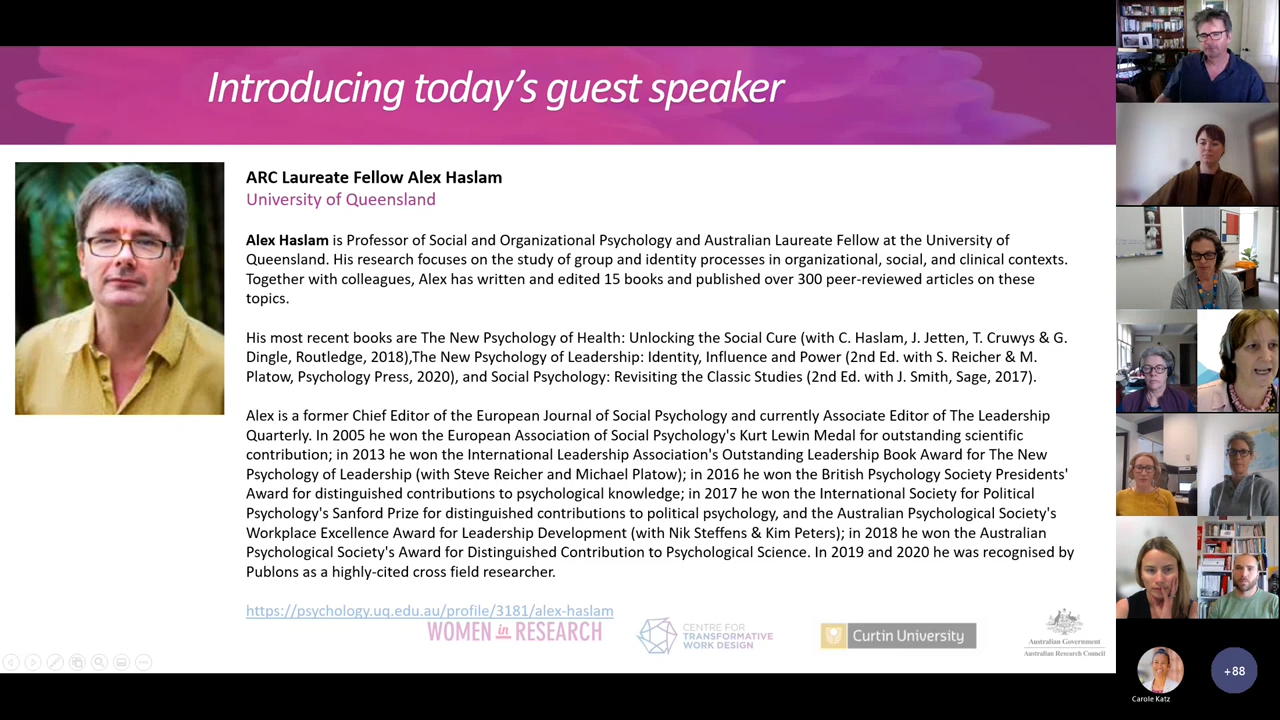 Introducing today's guest speaker
ARC Laureate Fellow Alex Haslam
University of Queensland
Alex Haslam is Professor of Social and Organizational Psychology and Australian Laureate Fellow at the University of
Queensland. His research focuses on the study of group and identity processes in organizational, social, and clinical contexts.
Together with colleagues, Alex has written and edited 15 books and published over 300 peer-reviewed articles on these
topics.
His most recent books are The New Psychology of Health: Unlocking the Social Cure (with C. Haslam, J. Jetten, T. Cruwys & G.
Dingle, Routledge, 2018),The New Psychology of Leadership: Identity, Influence and Power (2nd Ed. with S. Reicher & M.
Platow, Psychology Press, 2020), and Social Psychology: Revisiting the Classic Studies (2nd Ed. with J. Smith, Sage, 2017).
Alex is a former Chief Editor of the European Journal of Social Psychology and currently Associate Editor of The Leadership
Quarterly. In 2005 he won the European Association of Social Psychology's Kurt Lewin Medal for outstanding scientific
contribution; in 2013 he won the International Leadership Association's Outstanding Leadership Book Award for The New
Psychology of Leadership (with Steve Reicher and Michael Platow); in 2016 he won the British Psychology Society Presidents'
Award for distinguished contributions to psychological knowledge; in 2017 he won the International Society for Political
Psychology's Sanford Prize for distinguished contributions to political psychology, and the Australian Psychological Society's
Workplace Excellence Award for Leadership Development (with Nik Steffens & Kim Peters); in 2018 he won the Australian
Psychological Society's Award for Distinguished Contribution to Psychological Science. In 2019 and 2020 he was recognised by
Publons as a highly-cited cross field researcher.
https://psychology.uq.edu.au/profile/3181/alex-haslam
WOMEN in RESEARCH
CENTRE FOR
TRANSFORMATIVE
WORK DESIGN
Curtin University
Australian Government
Australian Research Council
Carole Katz
+88